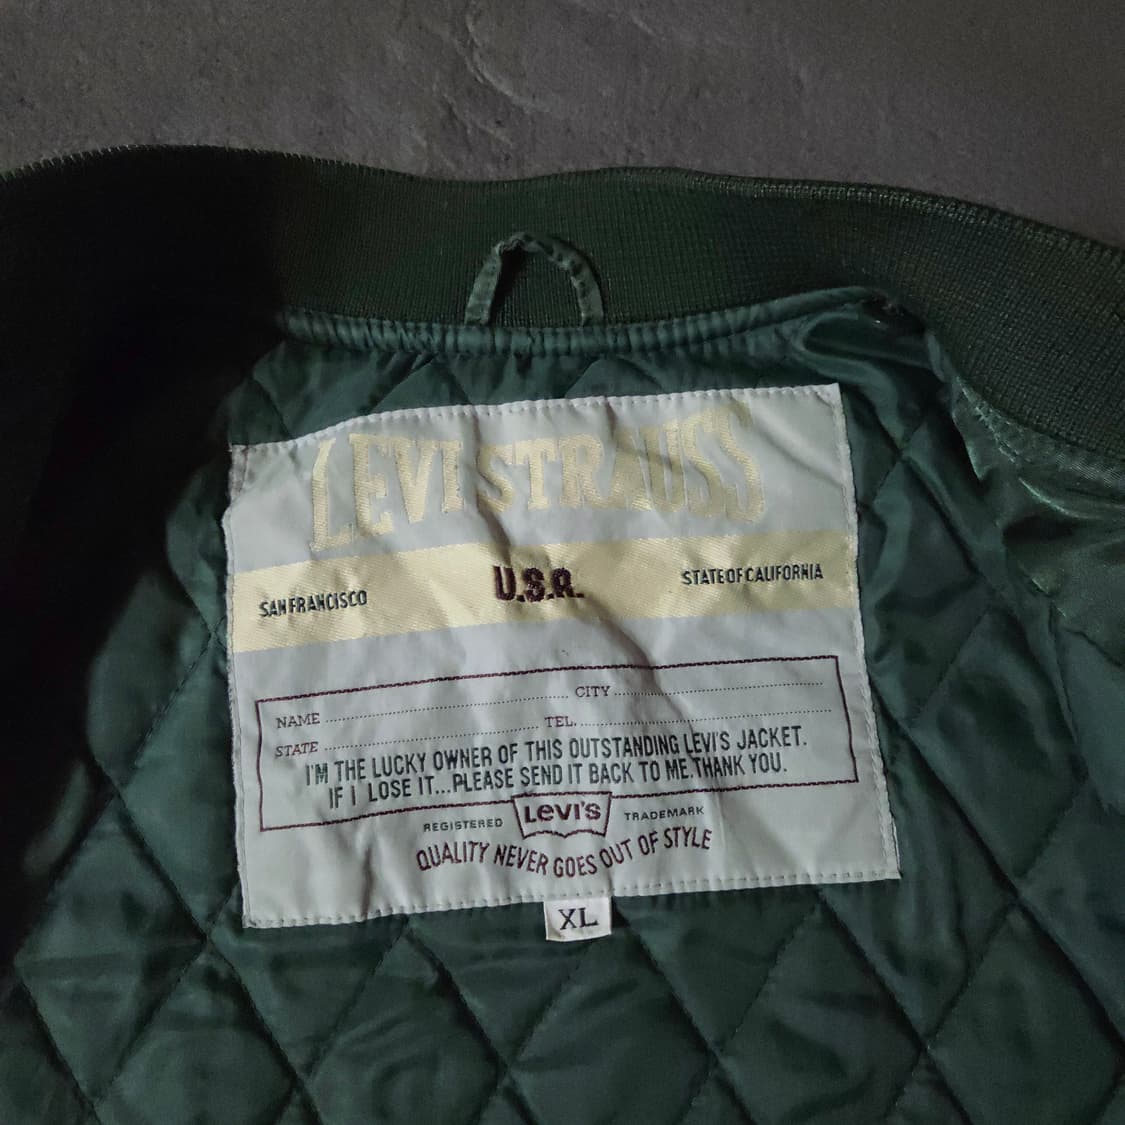 LEVI STRAUSS
SAN FRANCISCO U.S.A. STATE OF CALIFORNIA
NAME CITY
STATE TEL.
I'M THE LUCKY OWNER OF THIS OUTSTANDING LEVI'S JACKET.
IF I LOSE IT...PLEASE SEND IT BACK TO ME.THANK YOU.
REGISTERED LEVI'S TRADEMARK
QUALITY NEVER GOES OUT OF STYLE
XL